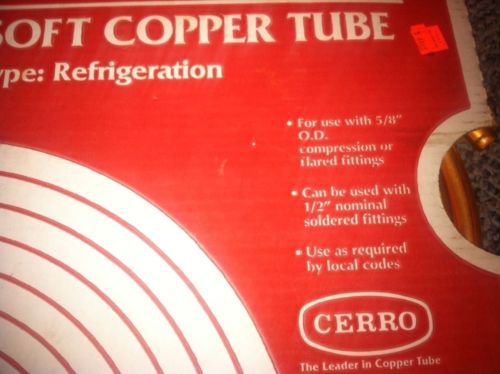 SOFT COPPER TUBE
ype: Refrigeration
• For use with 5/8"
O.D.
compression or
flared fittings
• Can be used with
1/2" nominal
soldered fittings
• Use as required
by local codes
CERRO
The Leader in Copper Tube